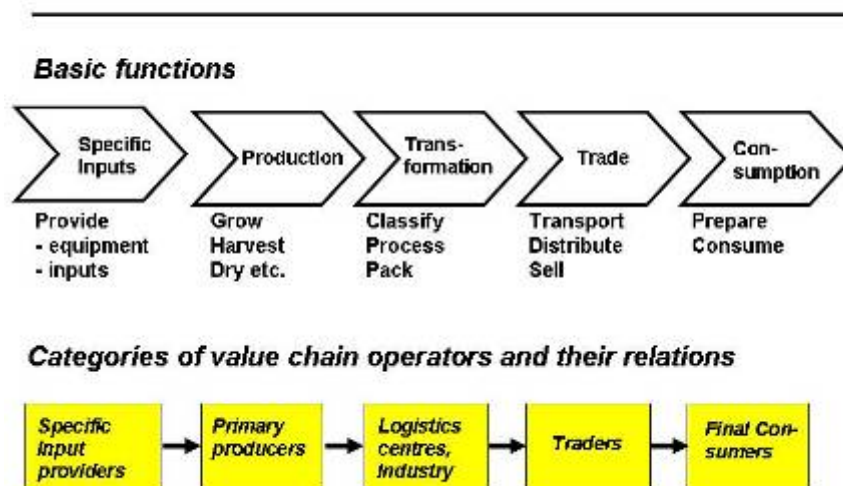 Basic functions
Specific
Inputs
Production
Trans-
formation
Trade
Con-
sumption
Provide
- equipment
- inputs
Grow
Harvest
Dry etc.
Classify
Process
Pack
Transport
Distribute
Sell
Prepare
Consume
Categories of value chain operators and their relations
Specific
Input
providers
Primary
producers
Logistics
centres,
Industry
Traders
Final Con-
sumers